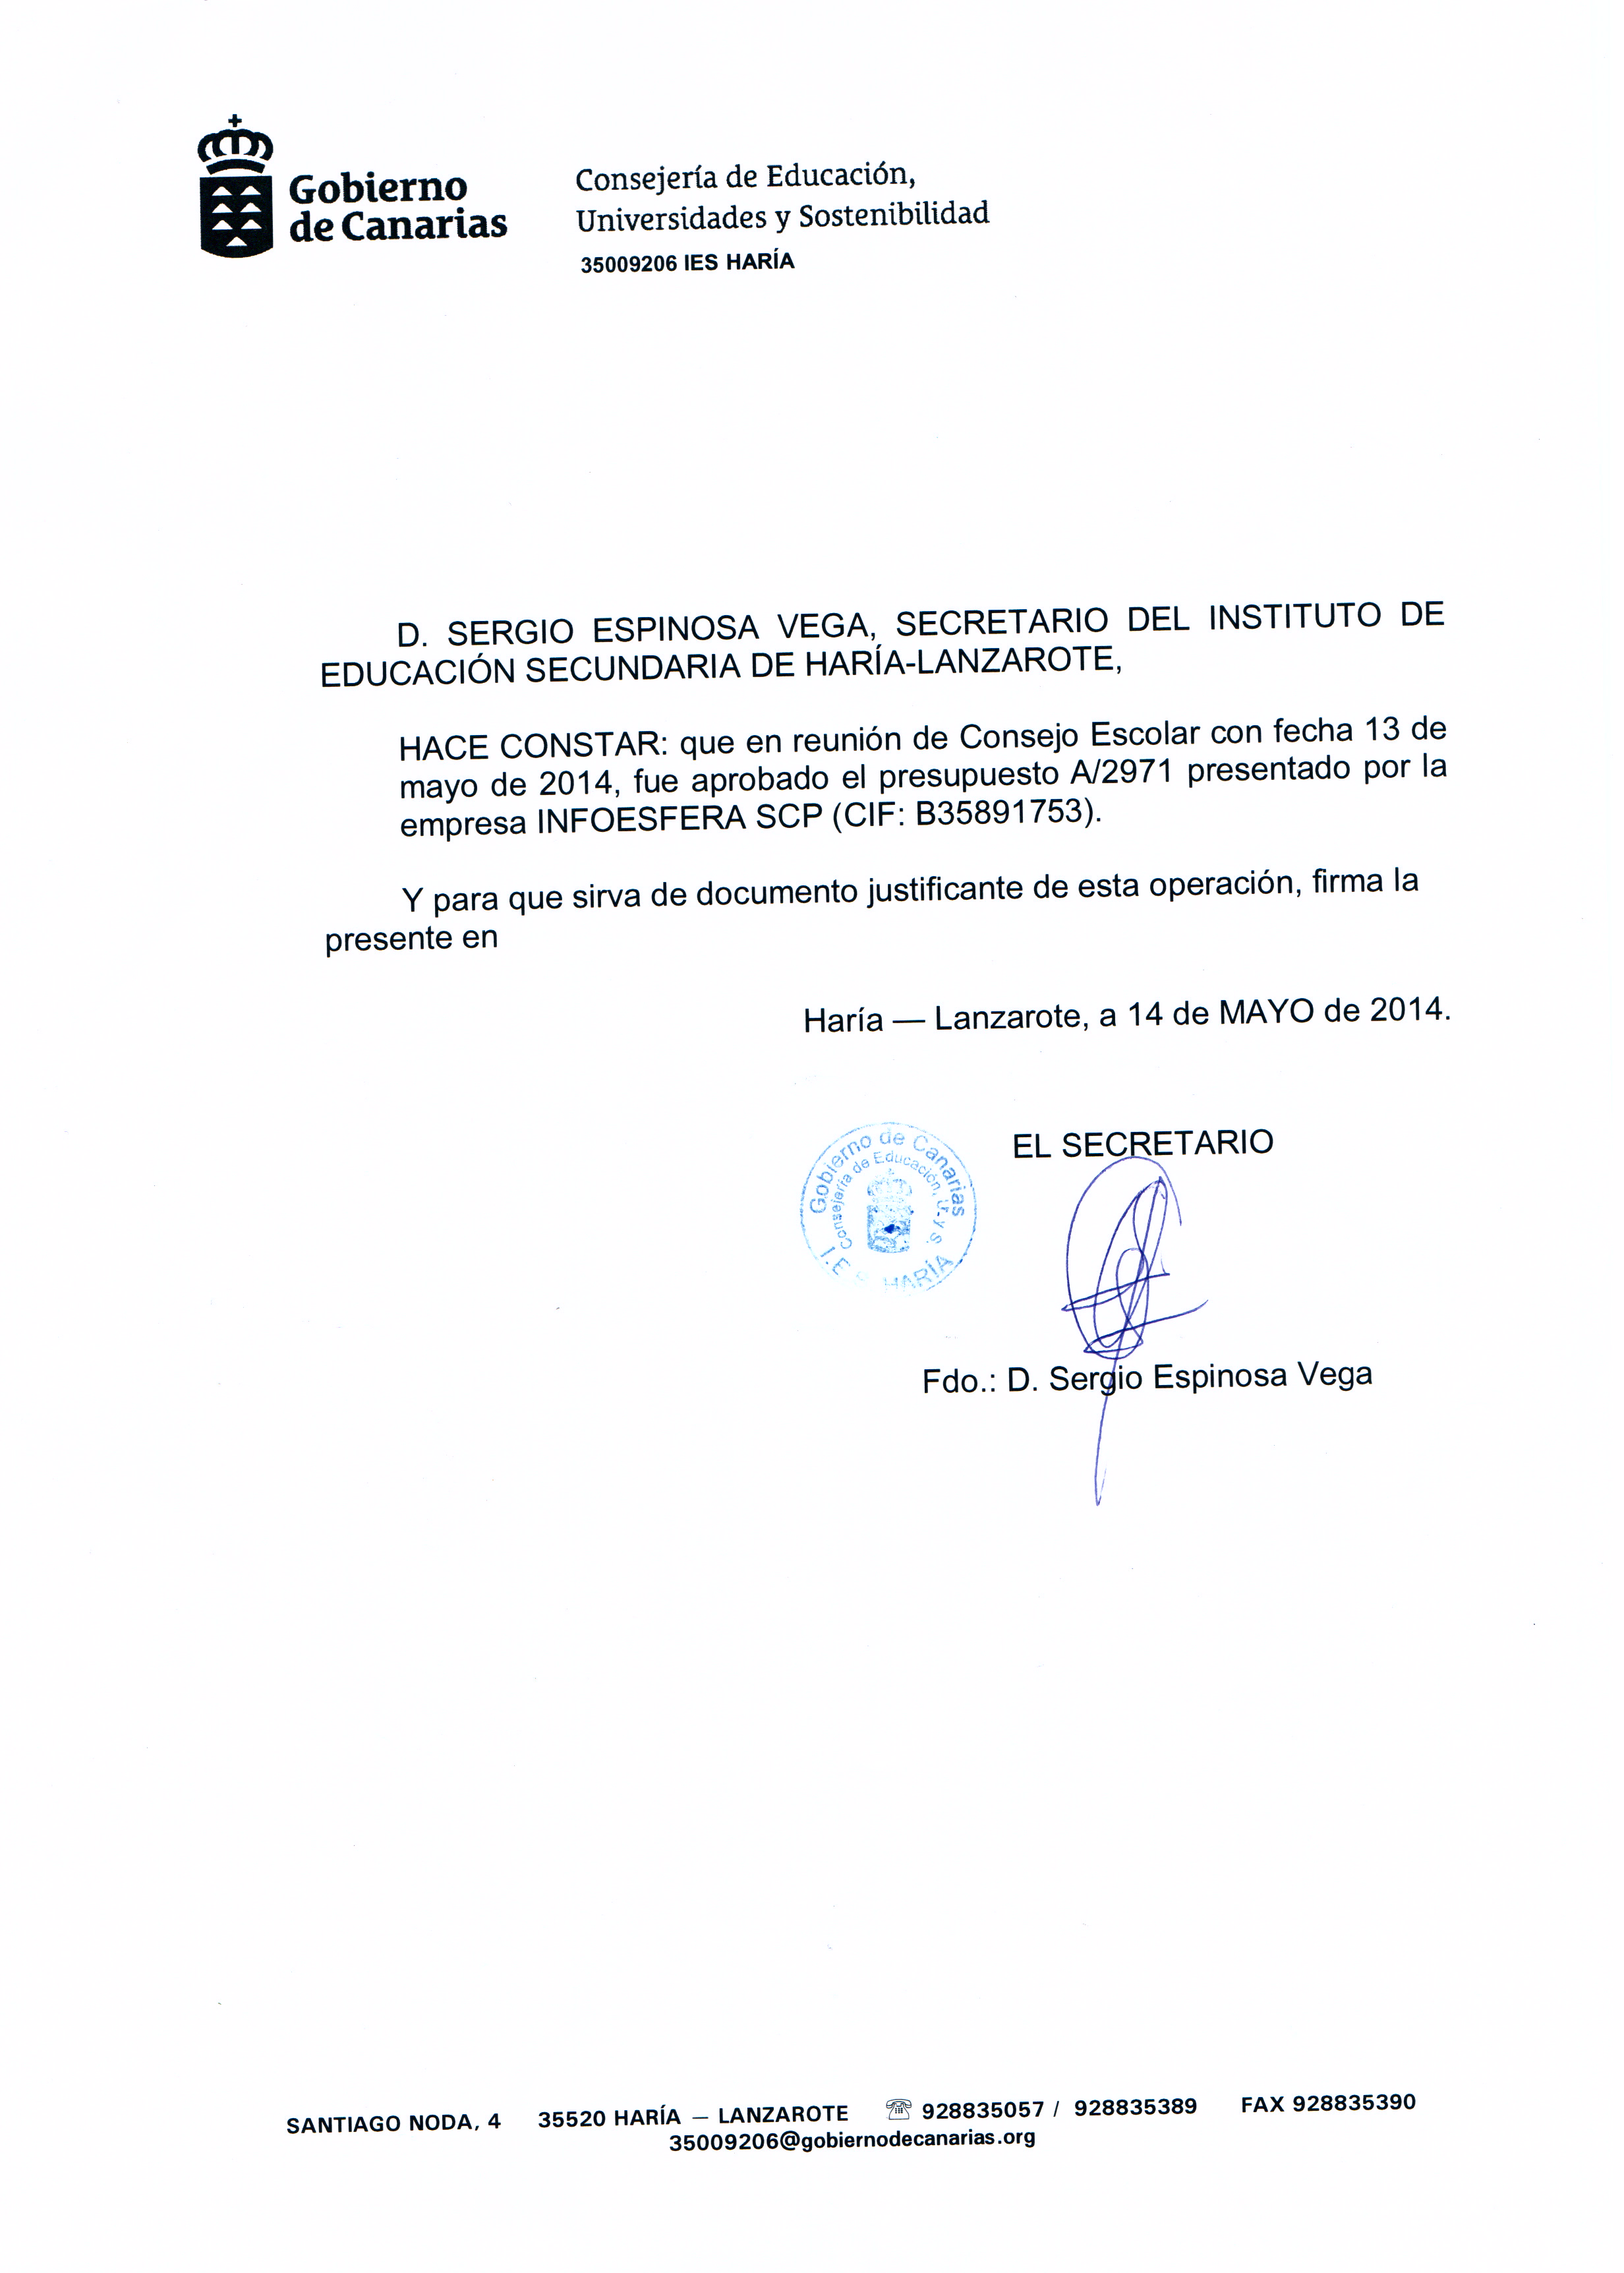 Gobierno
de Canarias
Consejería de Educación,
Universidades y Sostenibilidad
35009206 IES HARÍA
D. SERGIO ESPINOSA VEGA, SECRETARIO DEL INSTITUTO DE
EDUCACIÓN SECUNDARIA DE HARÍA-LANZAROTE,
HACE CONSTAR: que en reunión de Consejo Escolar con fecha 13 de
mayo de 2014, fue aprobado el presupuesto A/2971 presentado por la
empresa INFOESFERA SCP (CIF: B35891753).
Y para que sirva de documento justificante de esta operación, firma la
presente en
Haría — Lanzarote, a 14 de MAYO de 2014.
EL SECRETARIO
Gobierno de Canarias
Consejería de Educación, U. y S.
I.E.S. HARÍA
Fdo.: D. Sergio Espinosa Vega
SANTIAGO NODA, 4 35520 HARÍA — LANZAROTE ☏ 928835057 / 928835389 FAX 928835390
35009206@gobiernodecanarias.org